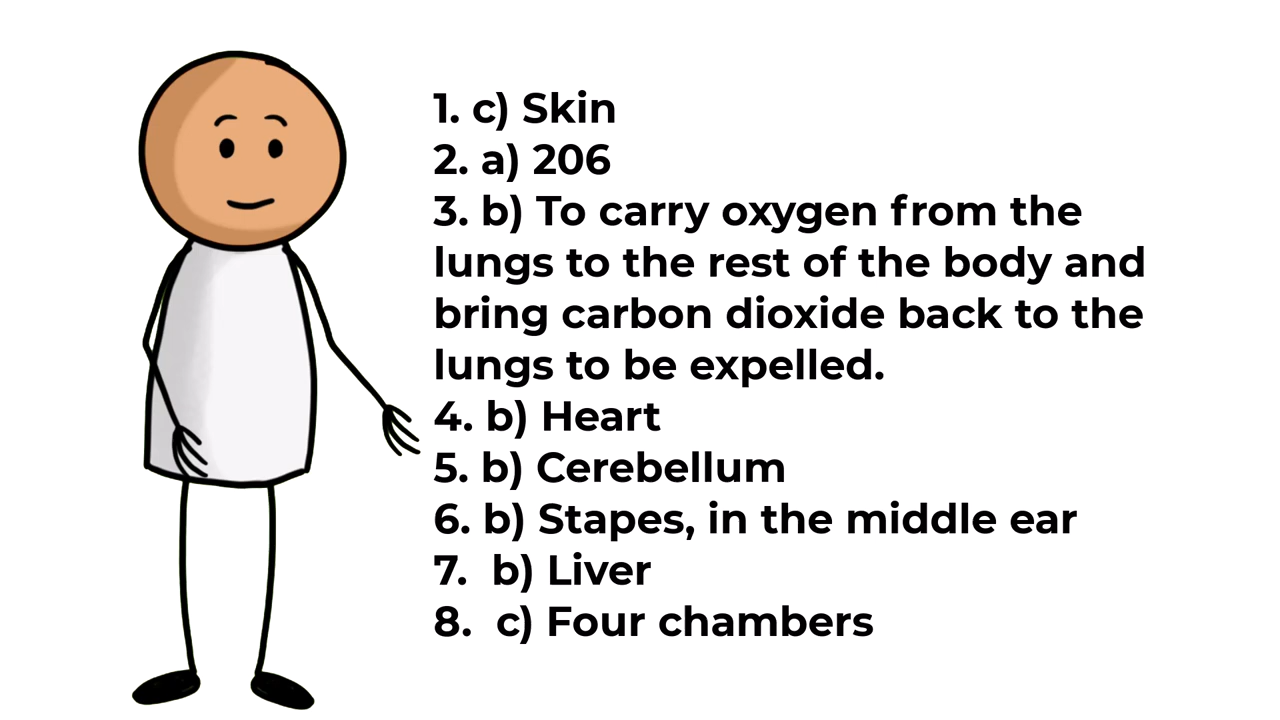 1. c) Skin
2. a) 206
3. b) To carry oxygen from the
lungs to the rest of the body and
bring carbon dioxide back to the
lungs to be expelled.
4. b) Heart
5. b) Cerebellum
6. b) Stapes, in the middle ear
7.  b) Liver
8.  c) Four chambers